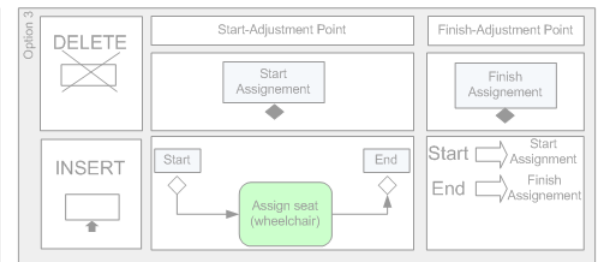 Option 3
DELETE
Start-Adjustment Point
Finish-Adjustment Point
Start
Assignement
Finish
Assignement
INSERT
Start
End
Assign seat
(wheelchair)
Start
Start
Assignment
End
Finish
Assignement